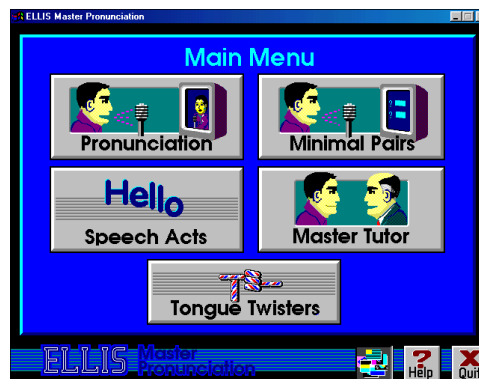 ELLIS Master Pronunciation
Main Menu
Pronunciation
Minimal Pairs
Hello
Speech Acts
Master Tutor
Tongue Twisters
ELLIS Master
Pronunciation
Help
Quit